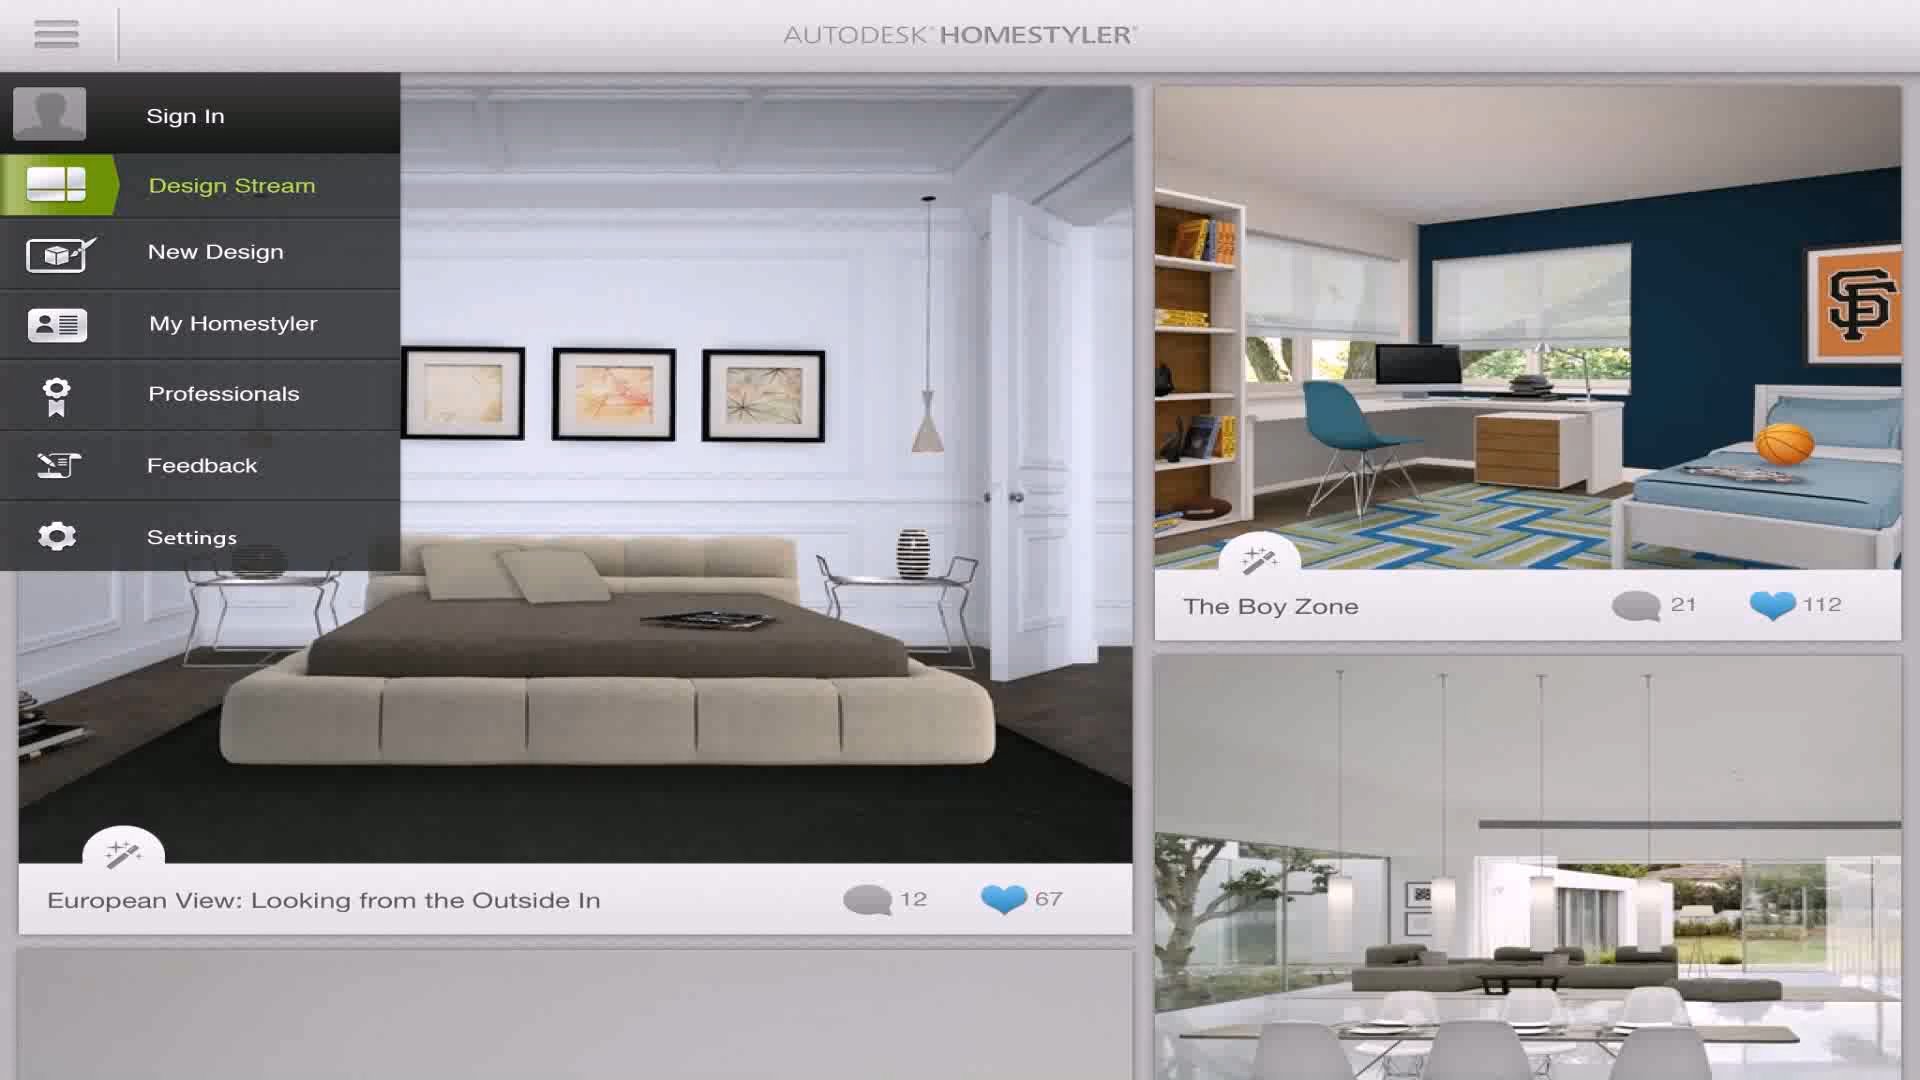 AUTODESK® HOMESTYLER®
Sign In
Design Stream
New Design
My Homestyler
Professionals
Feedback
Settings
SF
The Boy Zone
21
112
European View: Looking from the Outside In
12
67